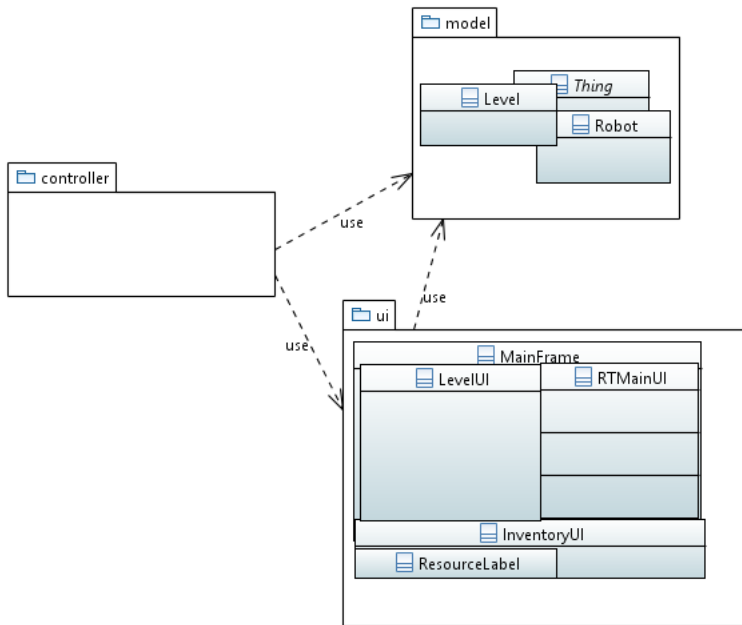 model
Thing
Level
Robot
controller
use
use
ui
use
MainFrame
LevelUI
RTMainUI
InventoryUI
ResourceLabel